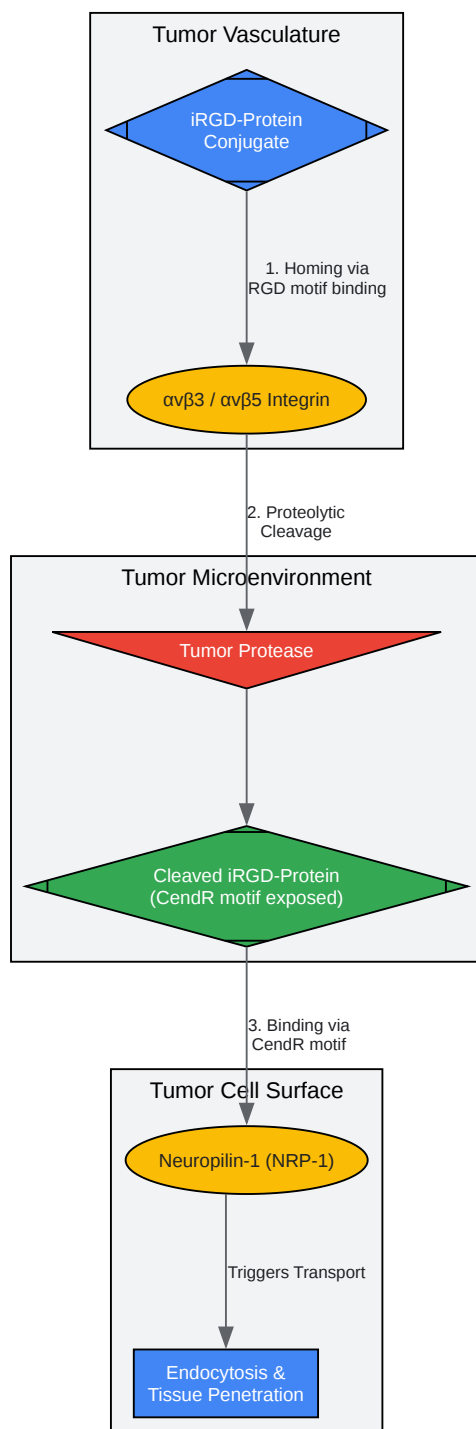 Tumor Vasculature
iRGD-Protein
Conjugate
1. Homing via
RGD motif binding
αvβ3 / αvβ5 Integrin
2. Proteolytic
Cleavage
Tumor Microenvironment
Tumor Protease
Cleaved iRGD-Protein
(CendR motif exposed)
3. Binding via
CendR motif
Tumor Cell Surface
Neuropilin-1 (NRP-1)
Triggers Transport
Endocytosis &
Tissue Penetration